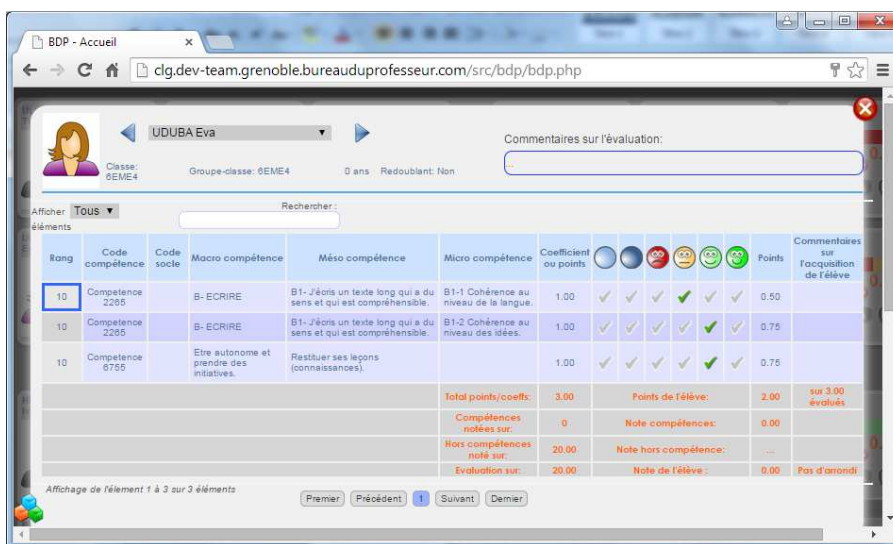 BDP - Accueil
clg.dev-team.grenoble.bureauduprofesseur.com/src/bdp/bdp.php
UDUBA Eva
Commentaires sur l'évaluation:
...
Classe: 6EME4
Groupe-classe: 6EME4
0 ans
Redoublant: Non
Afficher Tous
éléments
Rechercher :
Rang
Code compétence
Code socle
Macro compétence
Méso compétence
Micro compétence
Coefficient ou points
Points
Commentaires sur l'acquisition de l'élève
10
Competence 2265
B- ECRIRE
B1- J'écris un texte long qui a du sens et qui est compréhensible.
B1-1 Cohérence au niveau de la langue.
1.00
0.50
10
Competence 2265
B- ECRIRE
B1- J'écris un texte long qui a du sens et qui est compréhensible.
B1-2 Cohérence au niveau des idées.
1.00
0.75
10
Competence 6755
Etre autonome et prendre des initiatives.
Restituer ses leçons (connaissances).
1.00
0.75
Total points/coeffs:
3.00
Points de l'élève:
2.00
sur 3.00 évalués
Compétences notées sur:
0
Note compétences:
0.00
Hors compétences noté sur:
20.00
Note hors compétence:
...
Evaluation sur:
20.00
Note de l'élève :
0.00
Pas d'arrondi
Affichage de l'élement 1 à 3 sur 3 éléments
Premier
Précédent
1
Suivant
Dernier